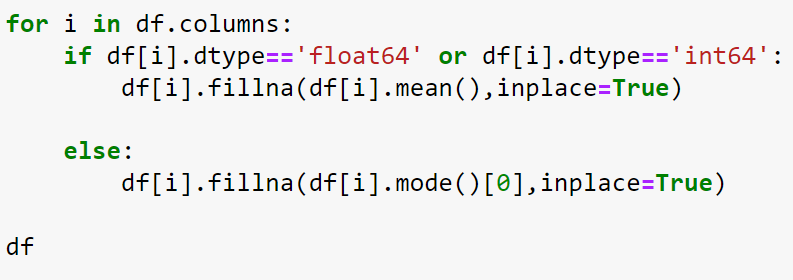 for i in df.columns:
    if df[i].dtype=='float64' or df[i].dtype=='int64':
        df[i].fillna(df[i].mean(),inplace=True)
    else:
        df[i].fillna(df[i].mode()[0],inplace=True)
df